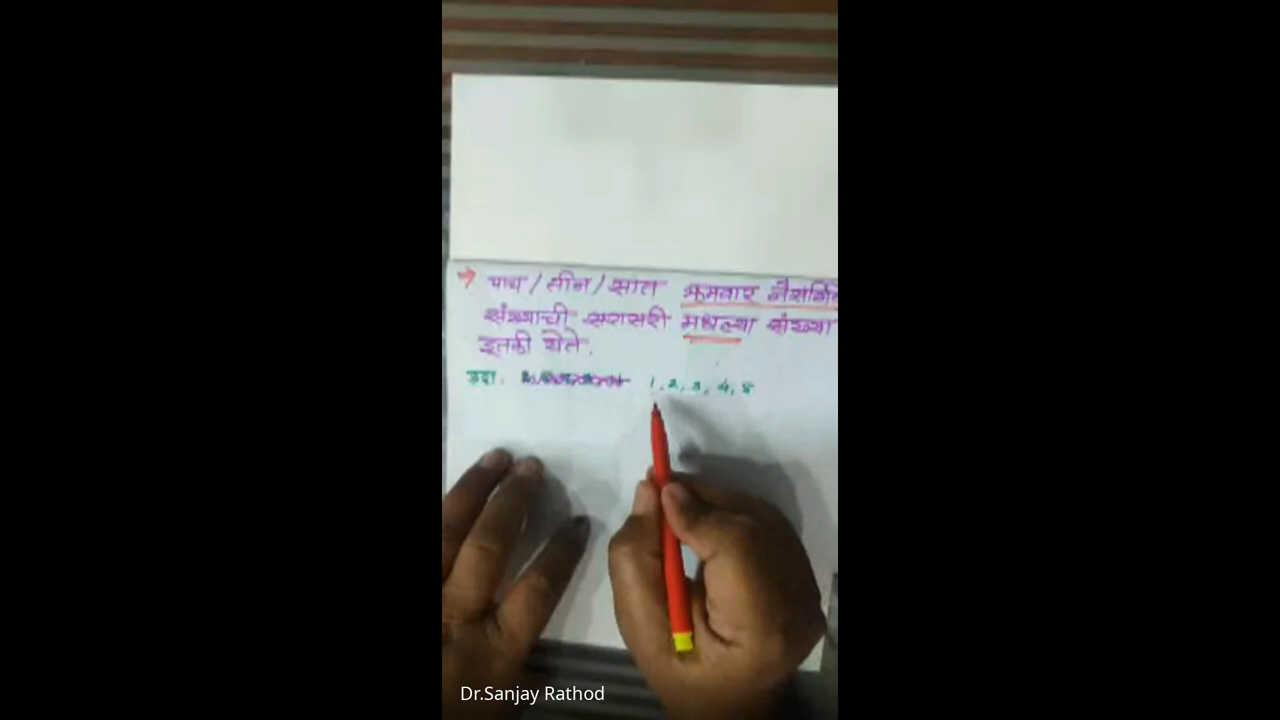 → पाच / तीन / सात क्रमवार नैसर्गि
संख्याची सरासरी मधल्या संख्या
इतकी येते.
उदा. 1, 2, 3, 4, 5
Dr.Sanjay Rathod